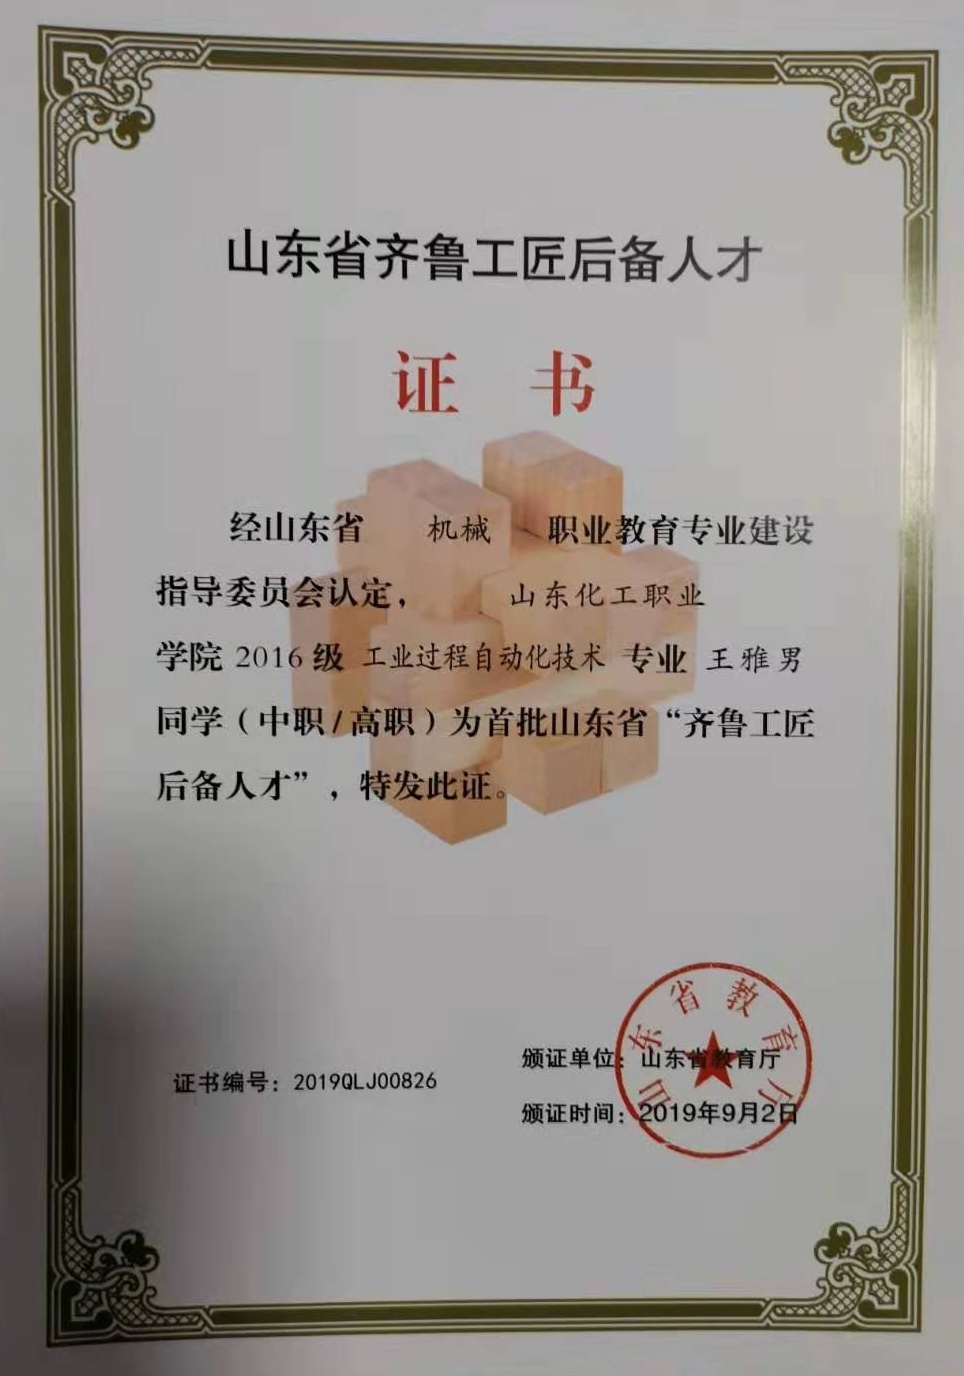 山东省齐鲁工匠后备人才
证 书
经山东省 机械 职业教育专业建设
指导委员会认定， 山东化工职业
学院 2016 级 工业过程自动化技术 专业 王雅男
同学（中职/高职）为首批山东省“齐鲁工匠
后备人才”，特发此证。
证书编号：2019QLJ00826
颁证单位：山东省教育厅
颁证时间：2019年9月2日
山东省教育厅